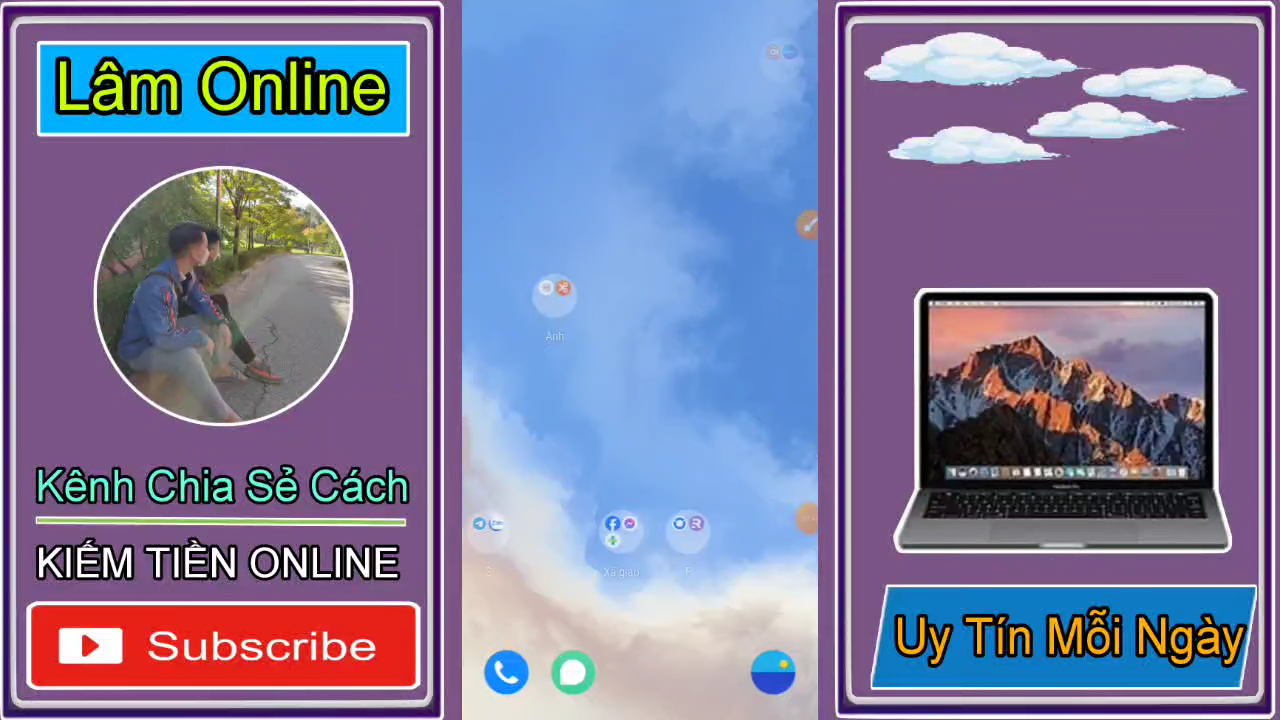 Lâm Online
Kênh Chia Sẻ Cách
KIẾM TIỀN ONLINE
Subscribe
Ảnh
Xã giao
Uy Tín Mỗi Ngày